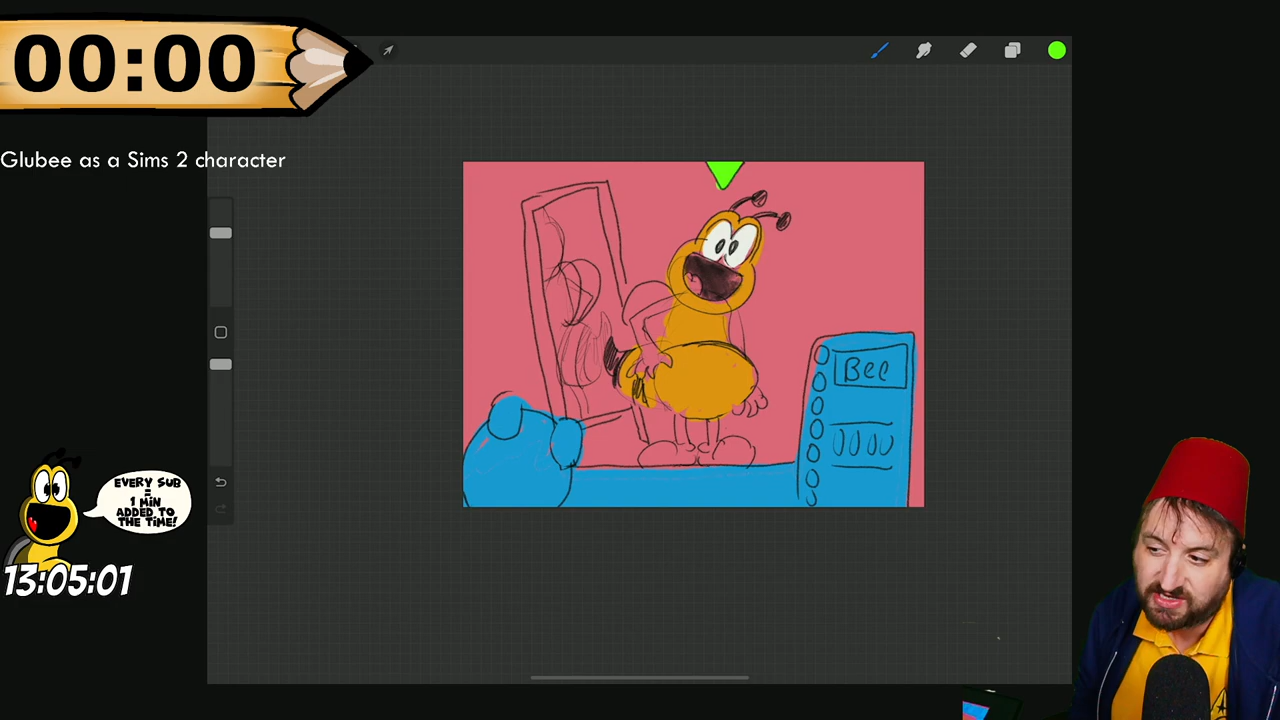 00:00
Glubee as a Sims 2 character
Bee
EVERY SUB
=
1 MIN
ADDED TO
THE TIME!
13:05:01